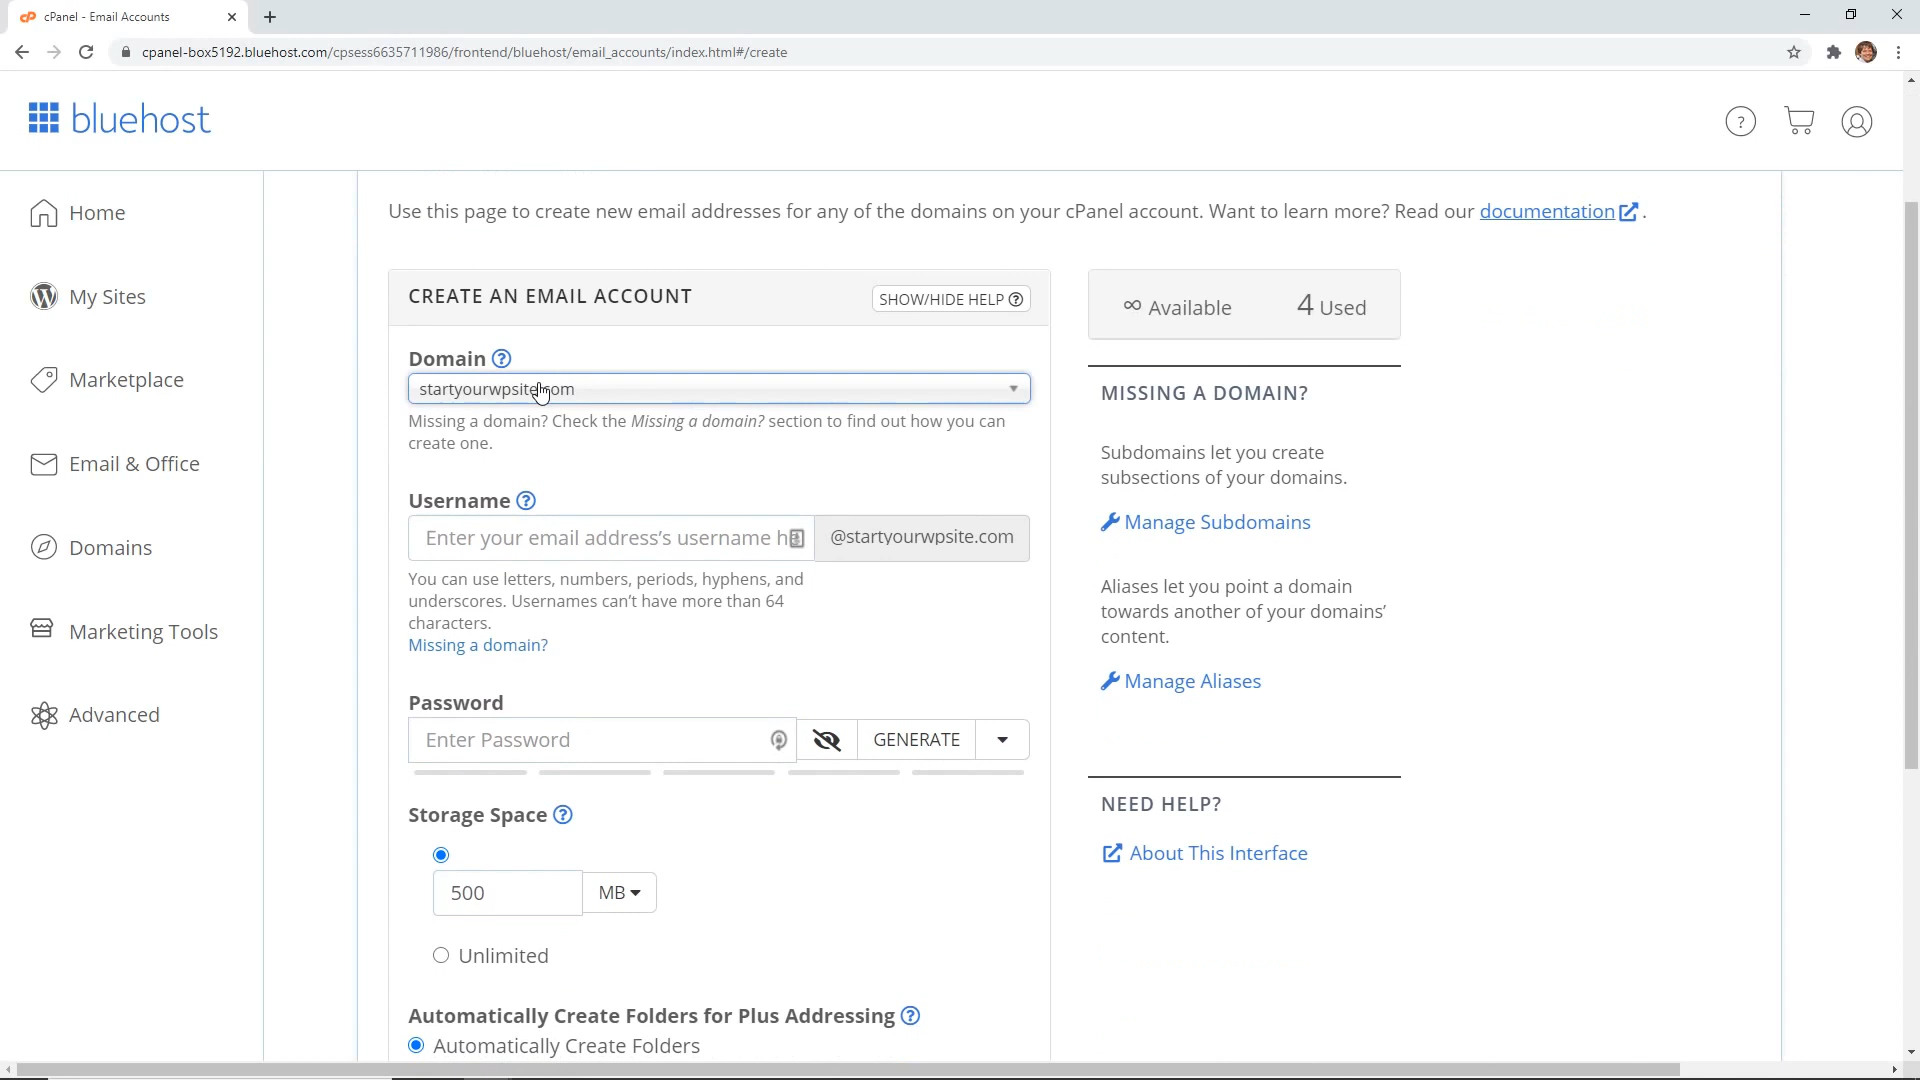 cPanel - Email Accounts
cpanel-box5192.bluehost.com/cpsess6635711986/frontend/bluehost/email_accounts/index.html#/create
bluehost
?
Home
My Sites
Marketplace
Email & Office
Domains
Marketing Tools
Advanced
Use this page to create new email addresses for any of the domains on your cPanel account. Want to learn more? Read our documentation .
CREATE AN EMAIL ACCOUNT
SHOW/HIDE HELP ?
Domain ?
startyourwpsite.com
Missing a domain? Check the Missing a domain? section to find out how you can
create one.
Username ?
Enter your email address's username h
@startyourwpsite.com
You can use letters, numbers, periods, hyphens, and
underscores. Usernames can't have more than 64
characters.
Missing a domain?
Password
Enter Password
GENERATE
Storage Space ?
500
MB
Unlimited
Automatically Create Folders for Plus Addressing ?
Automatically Create Folders
∞ Available
4 Used
MISSING A DOMAIN?
Subdomains let you create
subsections of your domains.
Manage Subdomains
Aliases let you point a domain
towards another of your domains'
content.
Manage Aliases
NEED HELP?
About This Interface